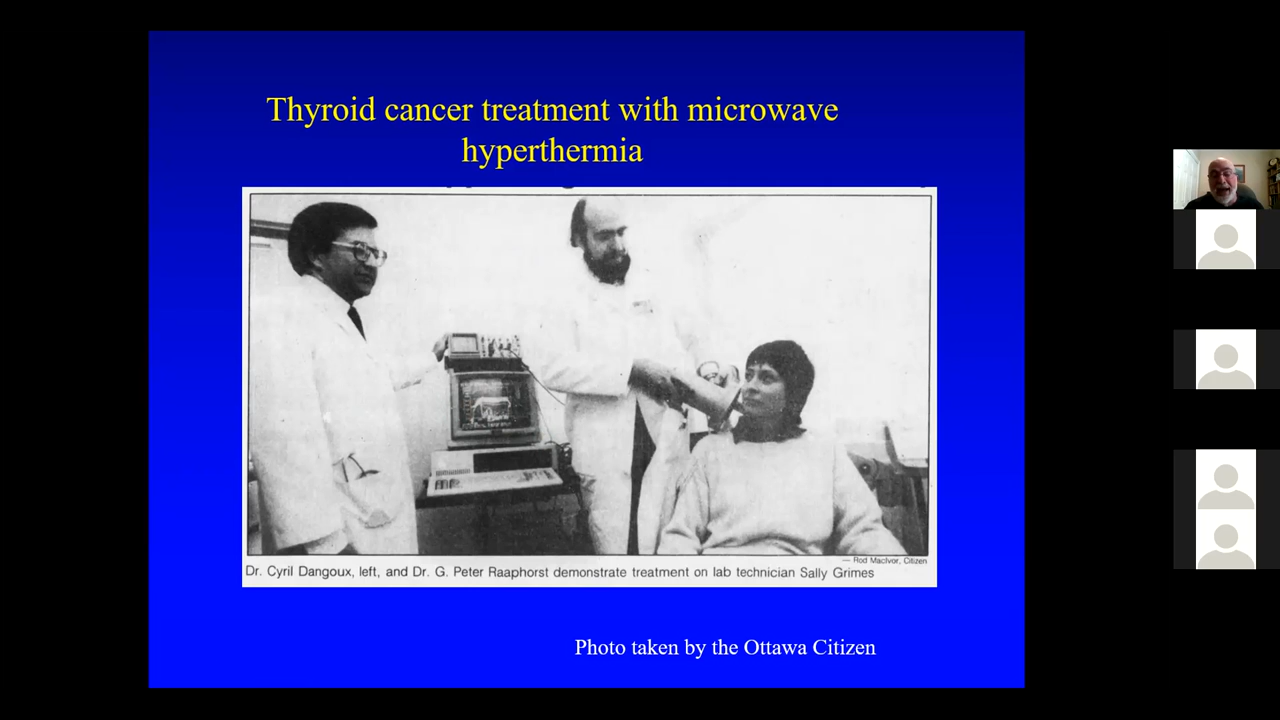 Thyroid cancer treatment with microwave
hyperthermia
— Rod MacIvor, Citizen
Dr. Cyril Dangoux, left, and Dr. G. Peter Raaphorst demonstrate treatment on lab technician Sally Grimes
Photo taken by the Ottawa Citizen